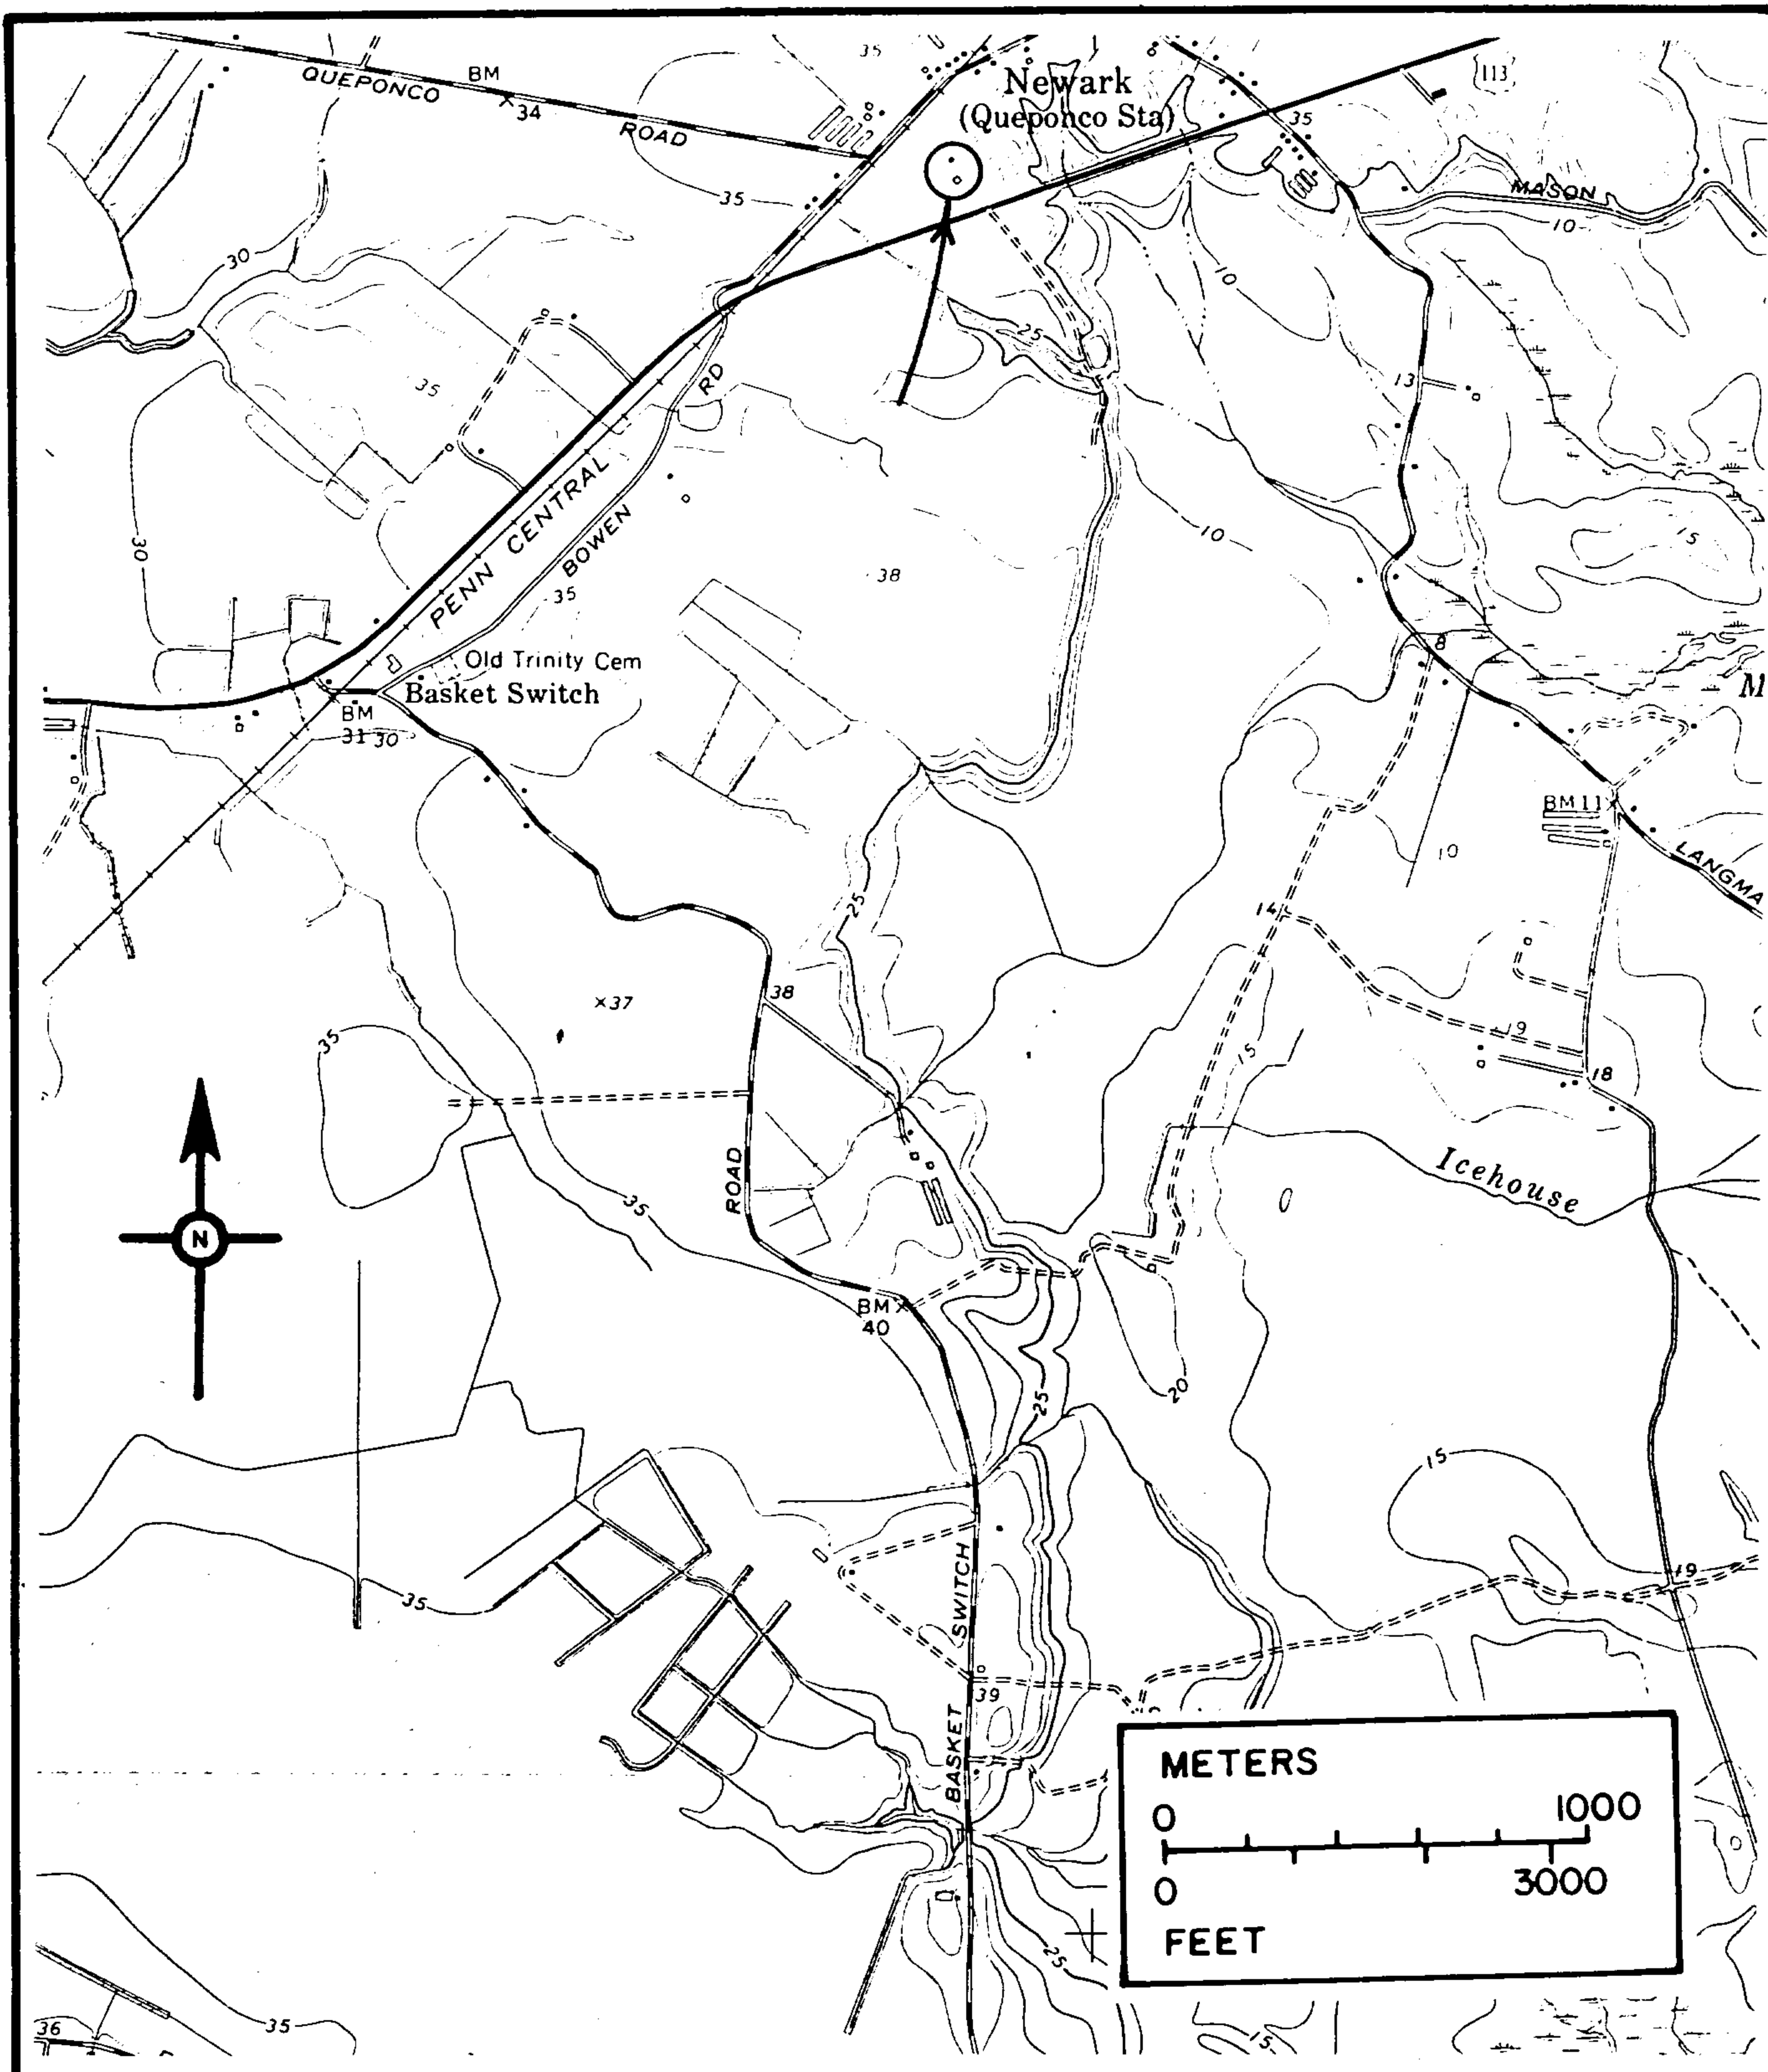 35
Newark
(Queponco Sta)
113
QUEPONCO
BM
34
ROAD
35
35
MASON
10
30
10
25
35
RD
13
PENN CENTRAL
BOWEN
30
10
15
38
35
Old Trinity Cem
Basket Switch
8
M
BM
31
30
BM 11
10
LANGMA
25
14
38
37
35
19
15
18
ROAD
35
Icehouse
BM
40
20
25
N
15
35
SWITCH
19
39
BASKET
METERS
0
1000
0
3000
FEET
25
36
35
15